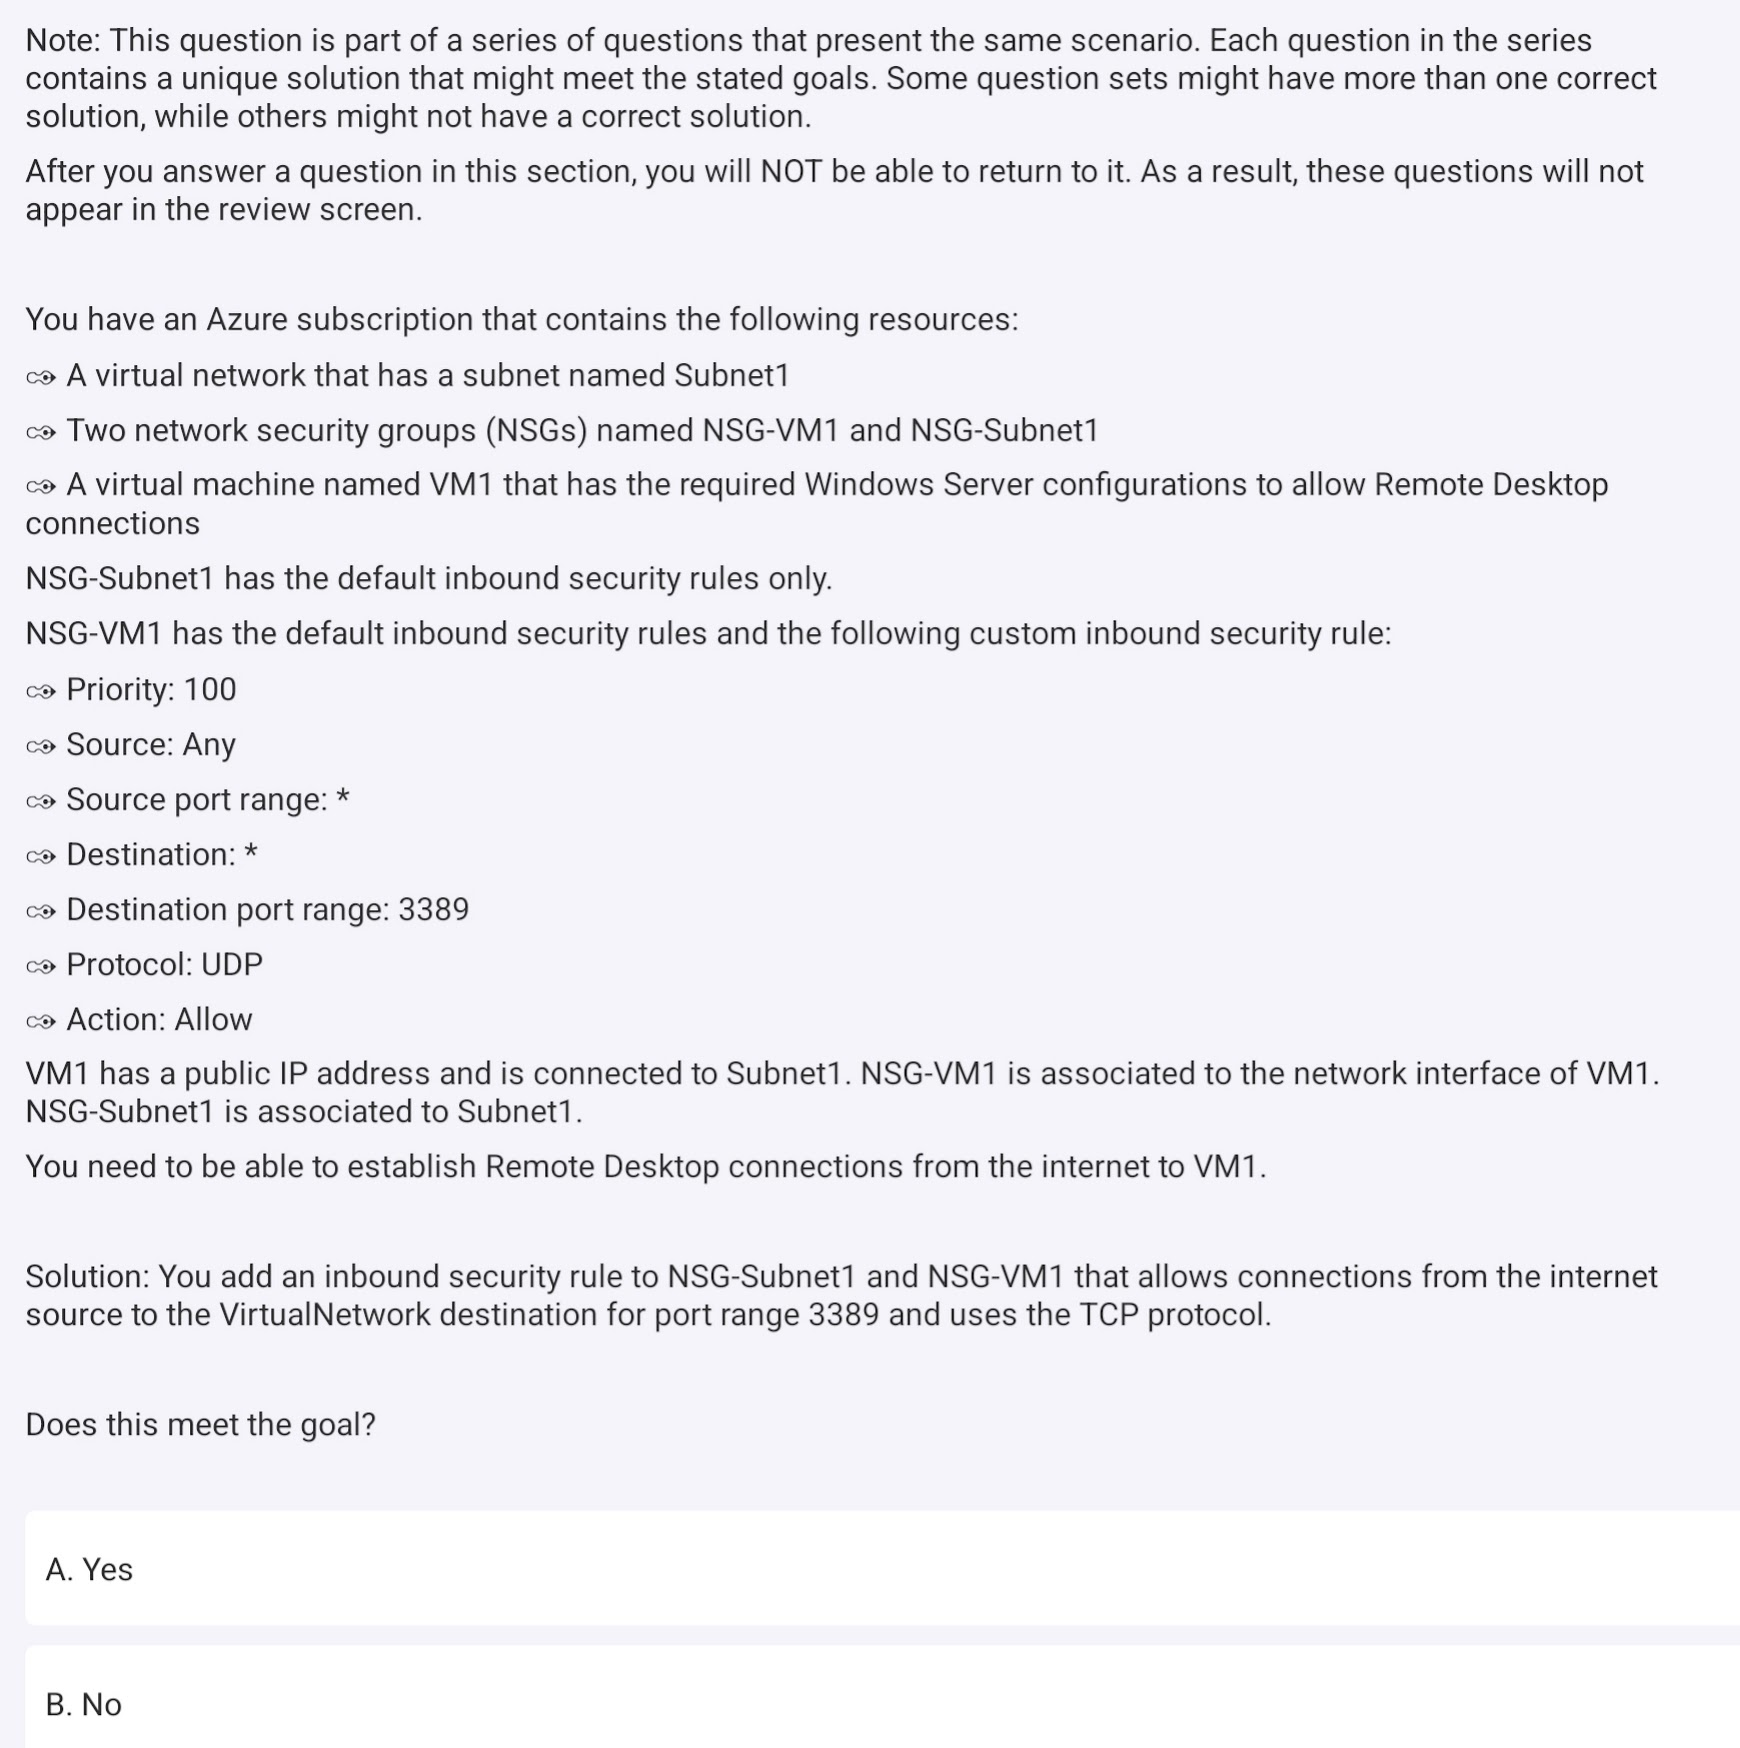 Note: This question is part of a series of questions that present the same scenario. Each question in the series
contains a unique solution that might meet the stated goals. Some question sets might have more than one correct
solution, while others might not have a correct solution.
After you answer a question in this section, you will NOT be able to return to it. As a result, these questions will not
appear in the review screen.
You have an Azure subscription that contains the following resources:
A virtual network that has a subnet named Subnet1
Two network security groups (NSGs) named NSG-VM1 and NSG-Subnet1
A virtual machine named VM1 that has the required Windows Server configurations to allow Remote Desktop
connections
NSG-Subnet1 has the default inbound security rules only.
NSG-VM1 has the default inbound security rules and the following custom inbound security rule:
Priority: 100
Source: Any
Source port range: *
Destination: *
Destination port range: 3389
Protocol: UDP
Action: Allow
VM1 has a public IP address and is connected to Subnet1. NSG-VM1 is associated to the network interface of VM1.
NSG-Subnet1 is associated to Subnet1.
You need to be able to establish Remote Desktop connections from the internet to VM1.
Solution: You add an inbound security rule to NSG-Subnet1 and NSG-VM1 that allows connections from the internet
source to the VirtualNetwork destination for port range 3389 and uses the TCP protocol.
Does this meet the goal?
A. Yes
B. No